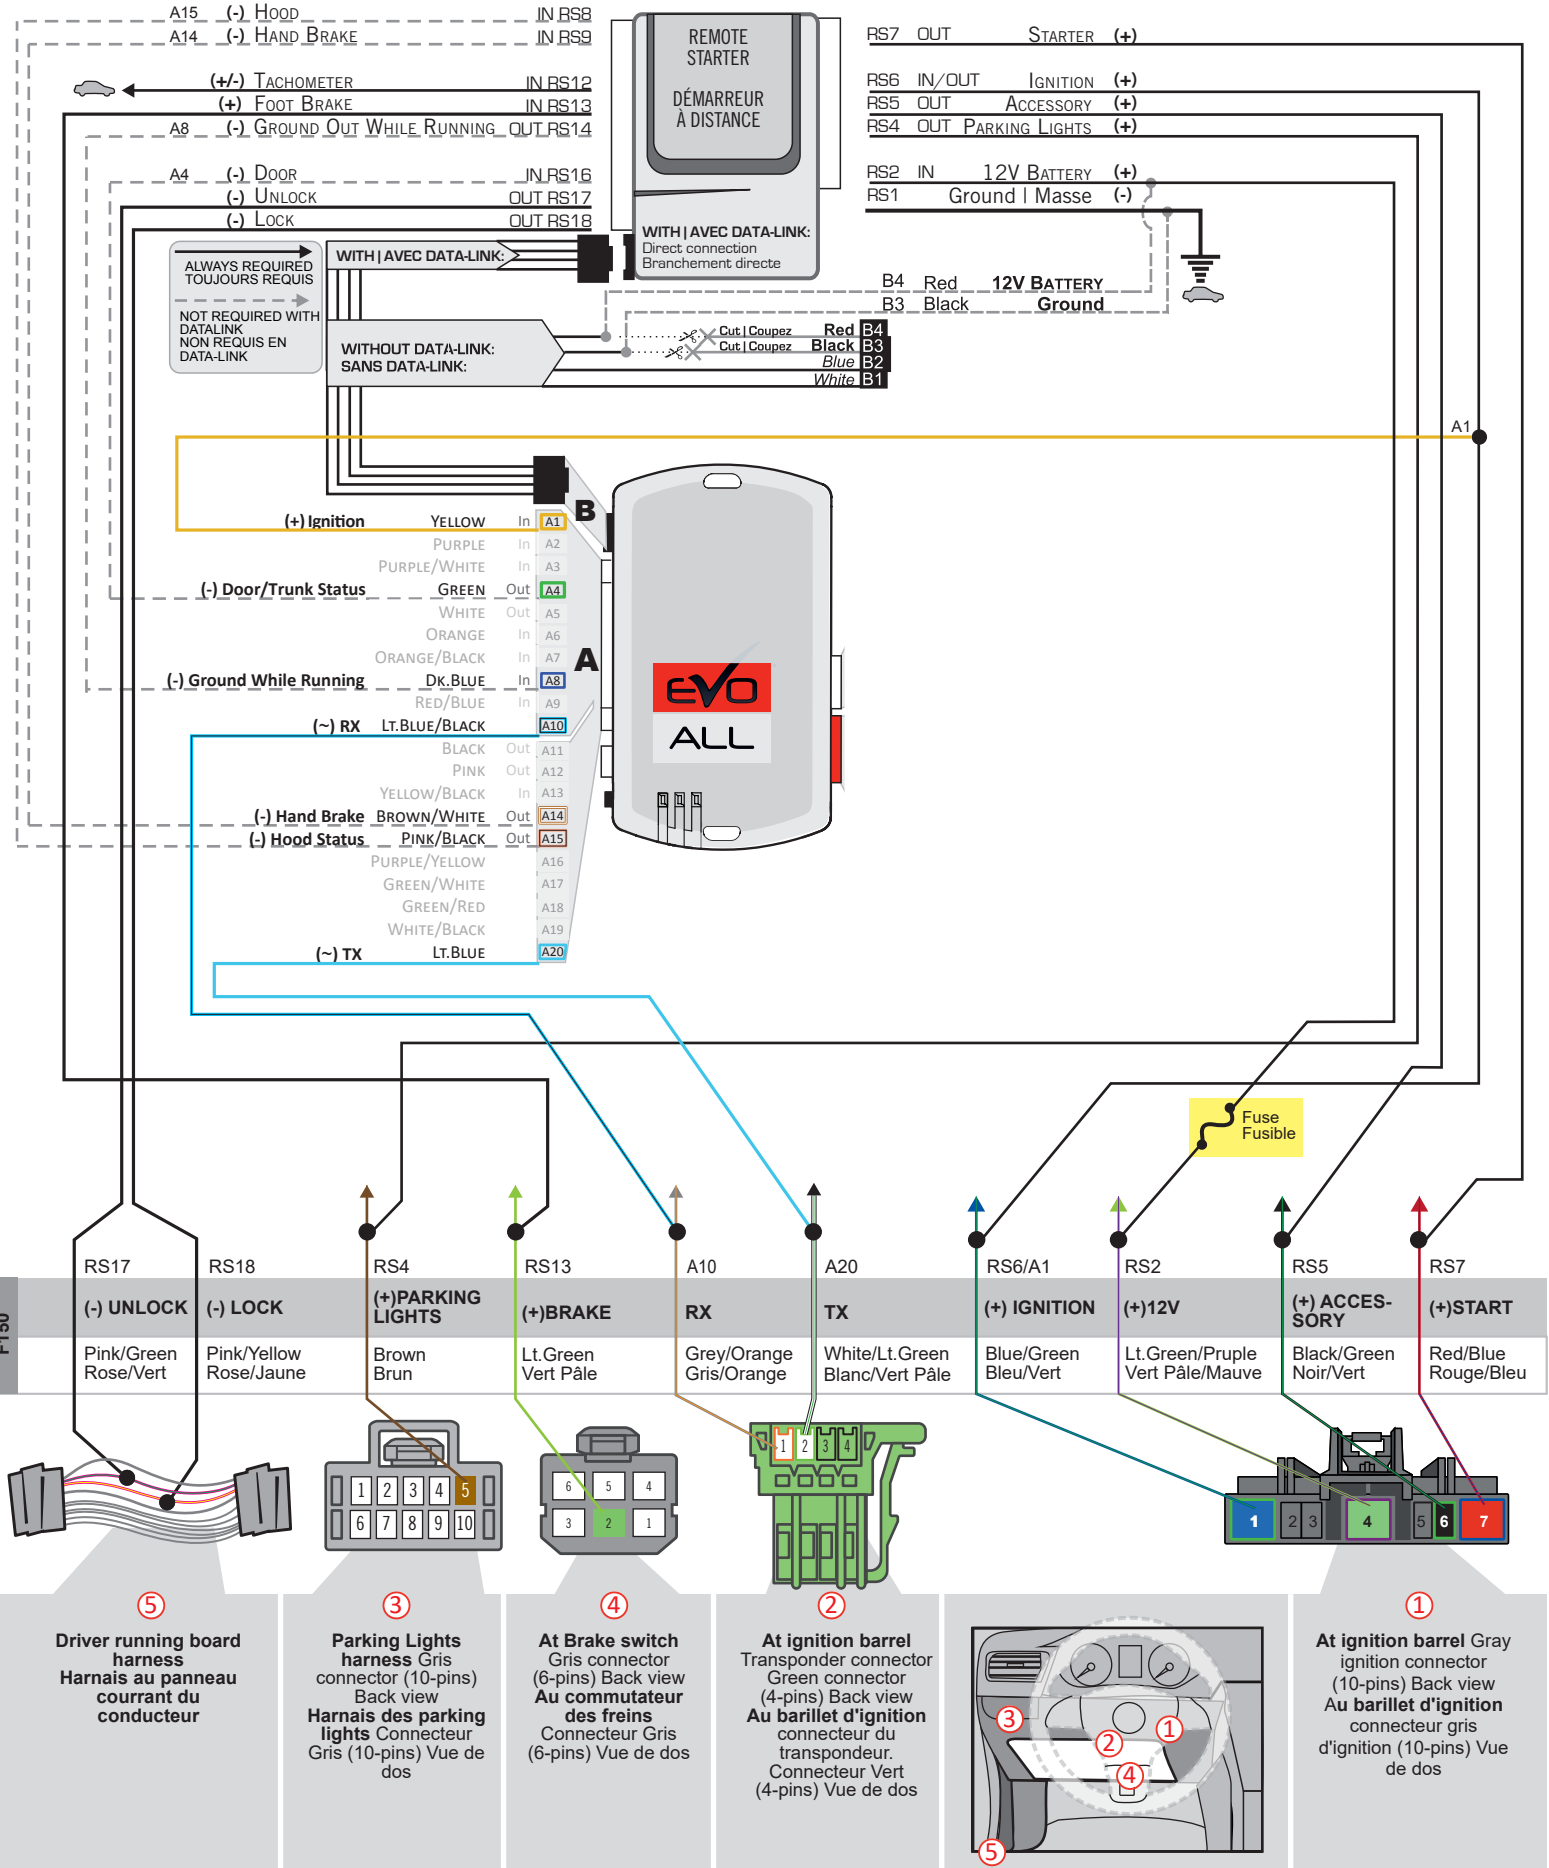 A15 (-) HOOD IN RS8
A14 (-) HAND BRAKE IN RS9
(+/-) TACHOMETER IN RS12
(+) FOOT BRAKE IN RS13
A8 (-) GROUND OUT WHILE RUNNING OUT RS14
A4 (-) DOOR IN RS16
(-) UNLOCK OUT RS17
(-) LOCK OUT RS18
REMOTE
STARTER
DÉMARREUR
À DISTANCE
WITH | AVEC DATA-LINK:
Direct connection
Branchement directe
RS7 OUT STARTER (+)
RS6 IN/OUT IGNITION (+)
RS5 OUT ACCESSORY (+)
RS4 OUT PARKING LIGHTS (+)
RS2 IN 12V BATTERY (+)
RS1 Ground | Masse (-)
ALWAYS REQUIRED
TOUJOURS REQUIS
NOT REQUIRED WITH
DATALINK
NON REQUIS EN
DATA-LINK
WITH | AVEC DATA-LINK:
B4 Red 12V BATTERY
B3 Black Ground
WITHOUT DATA-LINK:
SANS DATA-LINK:
Cut | Coupez Red B4
Cut | Coupez Black B3
Blue B2
White B1
A1
B
A
(+) Ignition YELLOW In A1
PURPLE In A2
PURPLE/WHITE In A3
(-) Door/Trunk Status GREEN Out A4
WHITE Out A5
ORANGE In A6
ORANGE/BLACK In A7
(-) Ground While Running DK.BLUE In A8
RED/BLUE In A9
(~) RX LT.BLUE/BLACK A10
BLACK Out A11
PINK Out A12
YELLOW/BLACK In A13
(-) Hand Brake BROWN/WHITE Out A14
(-) Hood Status PINK/BLACK Out A15
PURPLE/YELLOW A16
GREEN/WHITE A17
GREEN/RED A18
WHITE/BLACK A19
(~) TX LT.BLUE A20
EVO
ALL
Fuse
Fusible
F150
RS17
(-) UNLOCK
Pink/Green
Rose/Vert
RS18
(-) LOCK
Pink/Yellow
Rose/Jaune
RS4
(+)PARKING
LIGHTS
Brown
Brun
RS13
(+)BRAKE
Lt.Green
Vert Pâle
A10
RX
Grey/Orange
Gris/Orange
A20
TX
White/Lt.Green
Blanc/Vert Pâle
RS6/A1
(+) IGNITION
Blue/Green
Bleu/Vert
RS2
(+)12V
Lt.Green/Pruple
Vert Pâle/Mauve
RS5
(+) ACCES-
SORY
Black/Green
Noir/Vert
RS7
(+)START
Red/Blue
Rouge/Bleu
1 2 3 4 5
6 7 8 9 10
6 5 4
3 2 1
1 2 3 4
1 2 3 4 5 6 7
5
Driver running board
harness
Harnais au panneau
courrant du
conducteur
3
Parking Lights
harness Gris
connector (10-pins)
Back view
Harnais des parking
lights Connecteur
Gris (10-pins) Vue de
dos
4
At Brake switch
Gris connector
(6-pins) Back view
Au commutateur
des freins
Connecteur Gris
(6-pins) Vue de dos
2
At ignition barrel
Transponder connector
Green connector
(4-pins) Back view
Au barillet d'ignition
connecteur du
transpondeur.
Connecteur Vert
(4-pins) Vue de dos
3
1
2
4
5
1
At ignition barrel Gray
ignition connector
(10-pins) Back view
Au barillet d'ignition
connecteur gris
d'ignition (10-pins) Vue
de dos